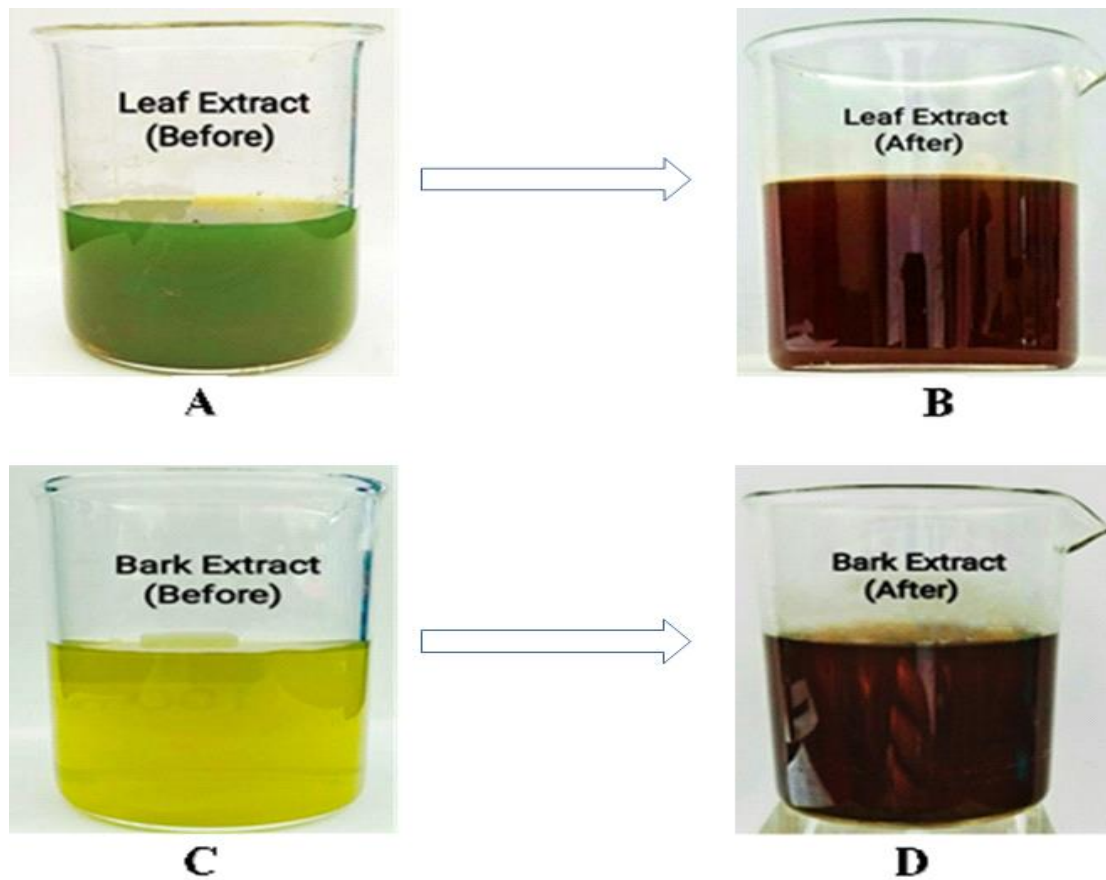 Leaf Extract
(Before)
Leaf Extract
(After)
A
B
Bark Extract
(Before)
Bark Extract
(After)
C
D